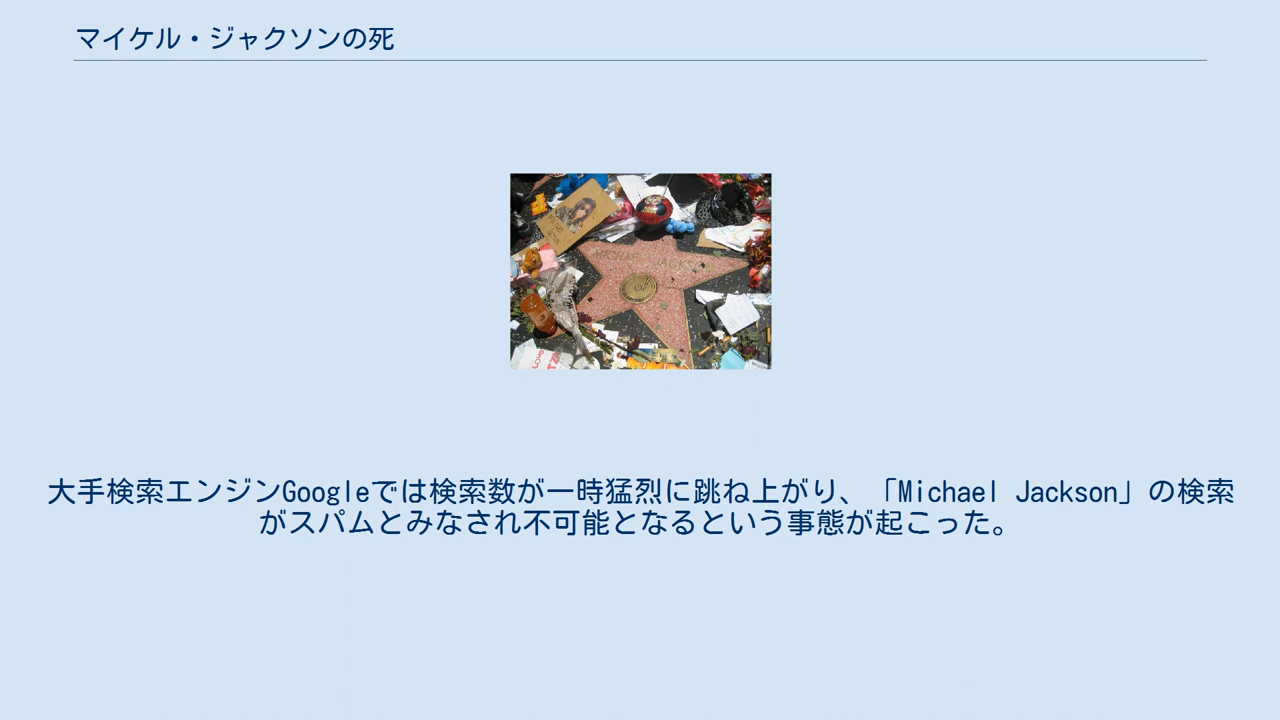 マイケル・ジャクソンの死
MICHAEL JACKSON
大手検索エンジンGoogleでは検索数が一時猛烈に跳ね上がり、「Michael Jackson」の検索
がスパムとみなされ不可能となるという事態が起こった。